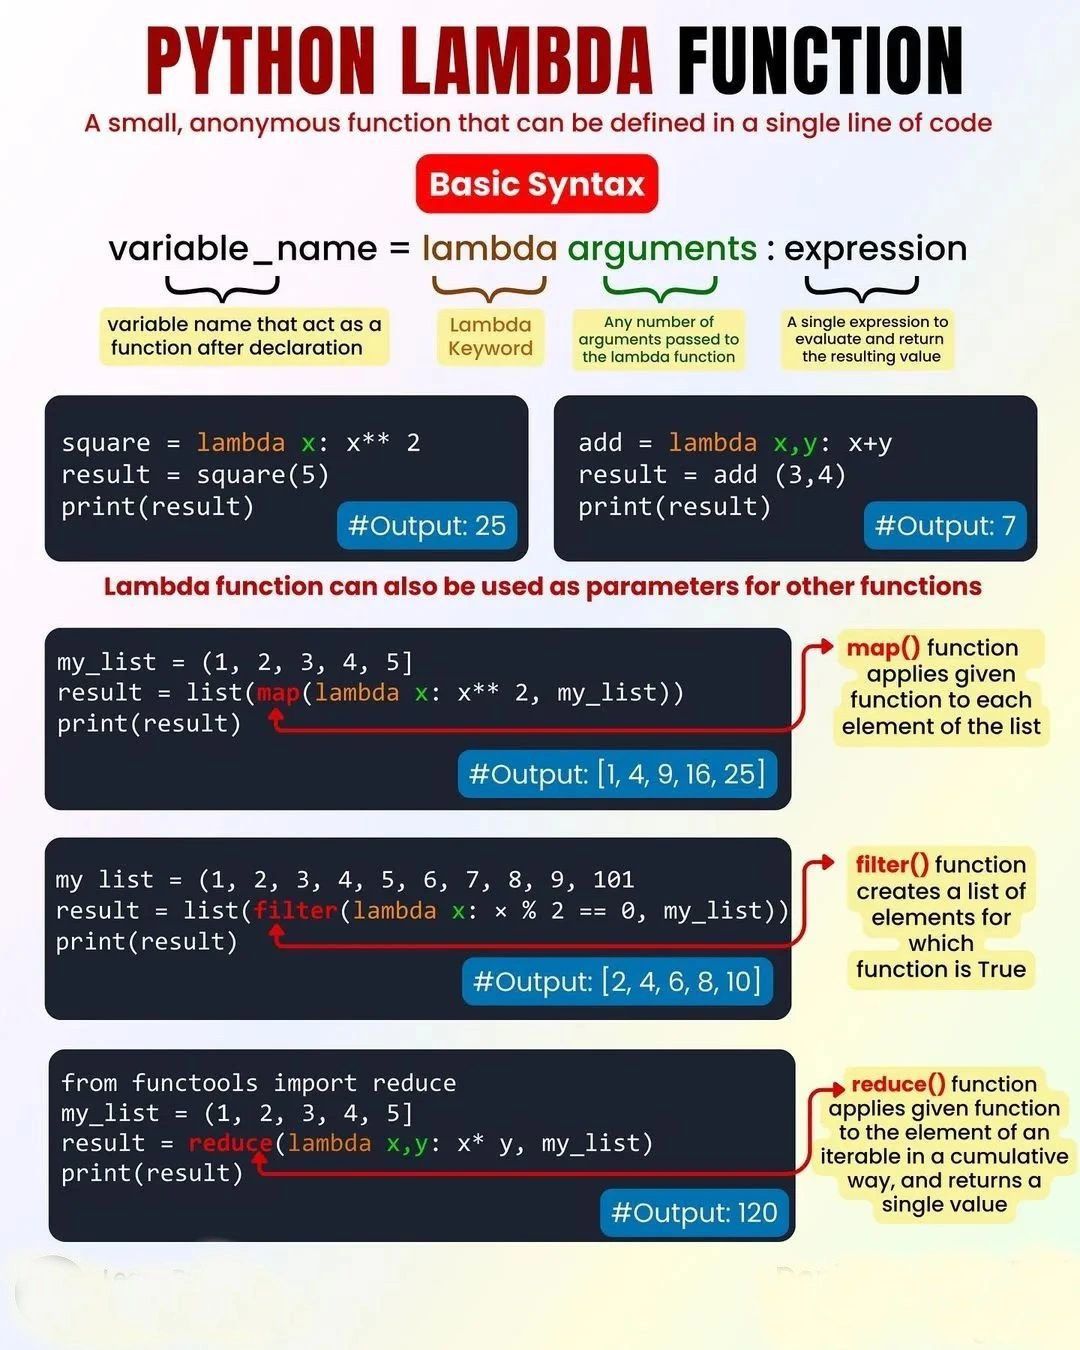 PYTHON LAMBDA FUNCTION
A small, anonymous function that can be defined in a single line of code
Basic Syntax
variable_name = lambda arguments : expression
variable name that act as a
function after declaration
Lambda
Keyword
Any number of
arguments passed to
the lambda function
A single expression to
evaluate and return
the resulting value
square = lambda x: x** 2
result = square(5)
print(result)
#Output: 25
add = lambda x,y: x+y
result = add (3,4)
print(result)
#Output: 7
Lambda function can also be used as parameters for other functions
my_list = (1, 2, 3, 4, 5]
result = list(map(lambda x: x** 2, my_list))
print(result)
#Output: [1, 4, 9, 16, 25]
map() function
applies given
function to each
element of the list
my list = (1, 2, 3, 4, 5, 6, 7, 8, 9, 101
result = list(filter(lambda x: × % 2 == 0, my_list))
print(result)
#Output: [2, 4, 6, 8, 10]
filter() function
creates a list of
elements for
which
function is True
from functools import reduce
my_list = (1, 2, 3, 4, 5]
result = reduce(lambda x,y: x* y, my_list)
print(result)
#Output: 120
reduce() function
applies given function
to the element of an
iterable in a cumulative
way, and returns a
single value